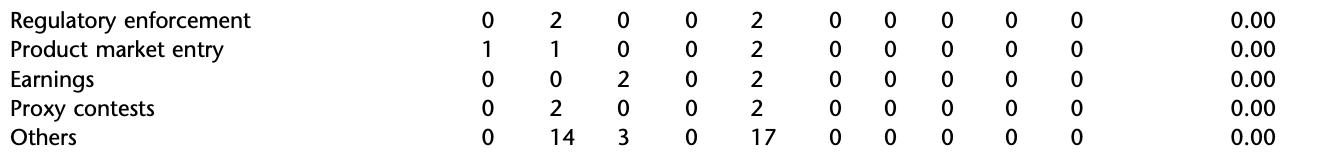 Regulatory enforcement 0 2 0 0 2 0 0 0 0 0 0.00
Product market entry 1 1 0 0 2 0 0 0 0 0 0.00
Earnings 0 0 2 0 2 0 0 0 0 0 0.00
Proxy contests 0 2 0 0 2 0 0 0 0 0 0.00
Others 0 14 3 0 17 0 0 0 0 0 0.00